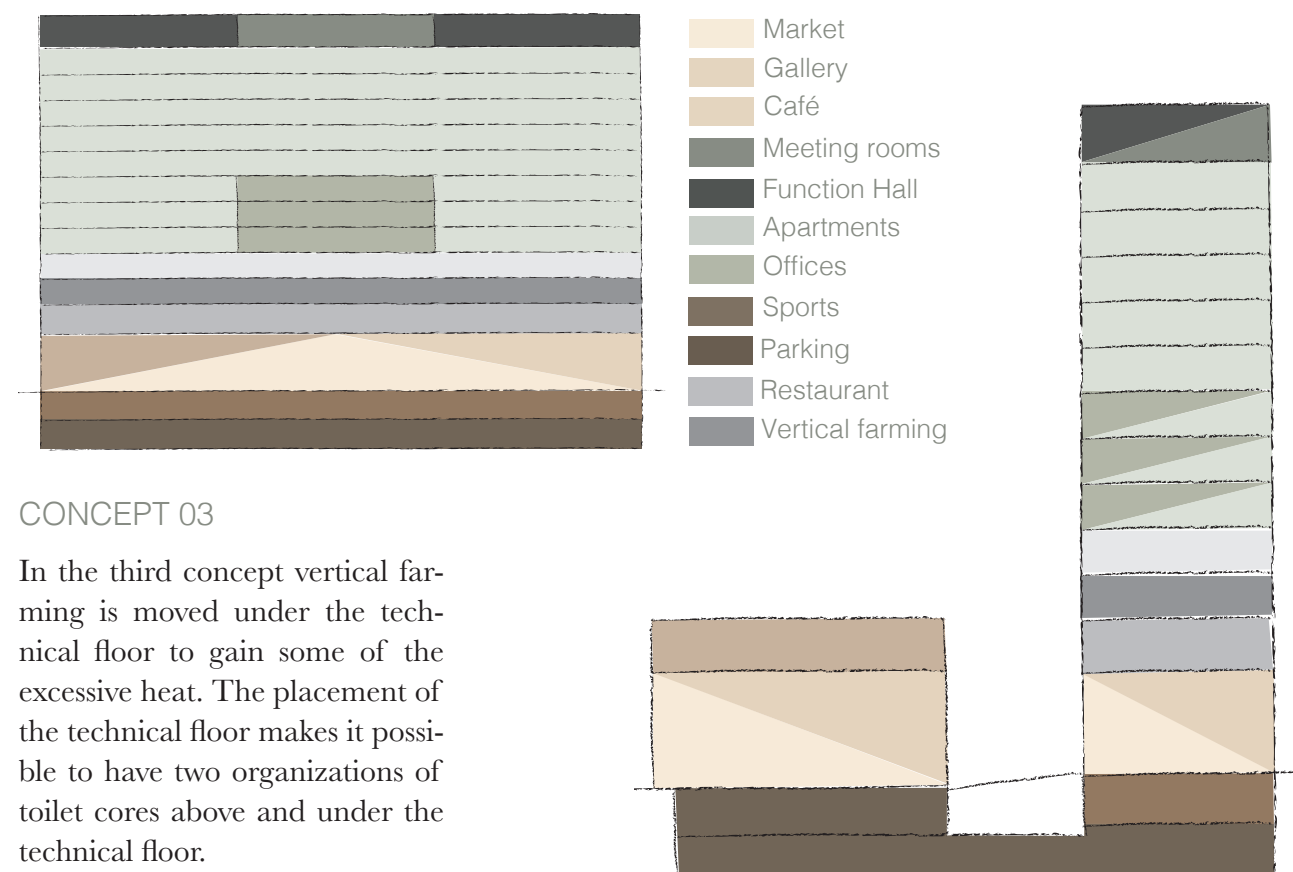 Market
Gallery
Café
Meeting rooms
Function Hall
Apartments
Offices
Sports
Parking
Restaurant
Vertical farming
CONCEPT 03
In the third concept vertical far-
ming is moved under the tech-
nical floor to gain some of the
excessive heat. The placement of
the technical floor makes it possi-
ble to have two organizations of
toilet cores above and under the
technical floor.